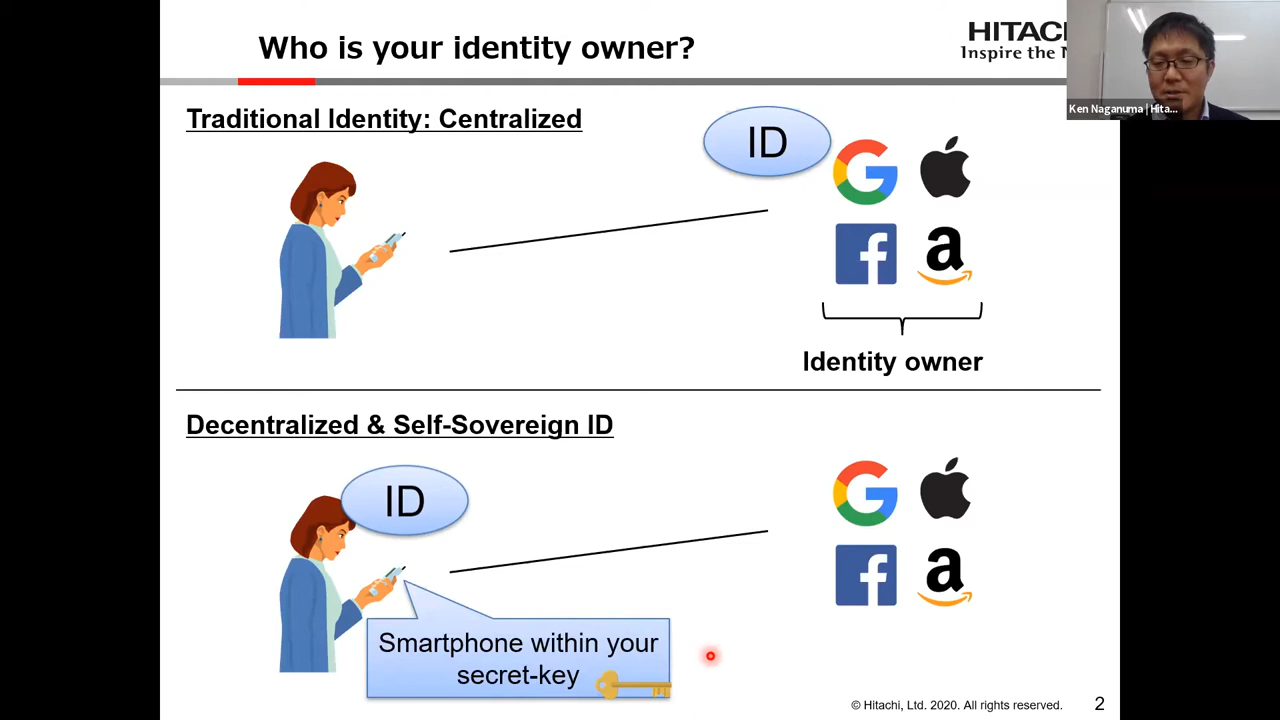 Who is your identity owner?
HITAC
Inspire the N
Ken Naganuma | Hita...
Traditional Identity: Centralized
ID
G
f
a
Identity owner
Decentralized & Self-Sovereign ID
ID
G
f
a
Smartphone within your
secret-key
© Hitachi, Ltd. 2020. All rights reserved.
2